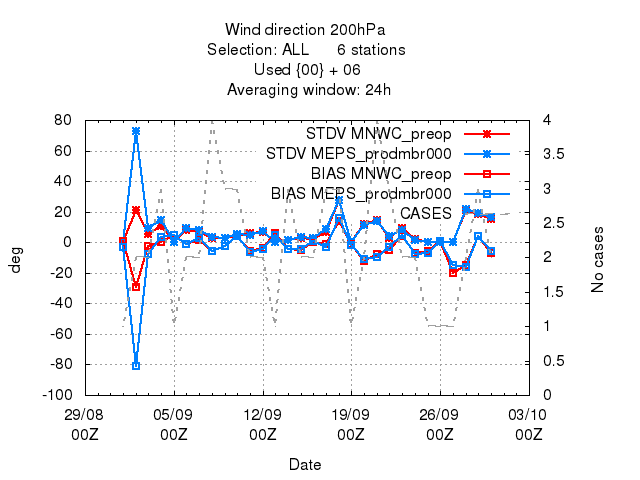 Wind direction 200hPa
Selection: ALL 6 stations
Used {00} + 06
Averaging window: 24h
STDV MNWC_preop
STDV MEPS_prodmbr000
BIAS MNWC_preop
BIAS MEPS_prodmbr000
CASES
80
60
40
20
0
-20
-40
-60
-80
-100
deg
4
3.5
3
2.5
2
1.5
1
0.5
0
No cases
29/08 05/09 12/09 19/09 26/09 03/10
00Z 00Z 00Z 00Z 00Z 00Z
Date